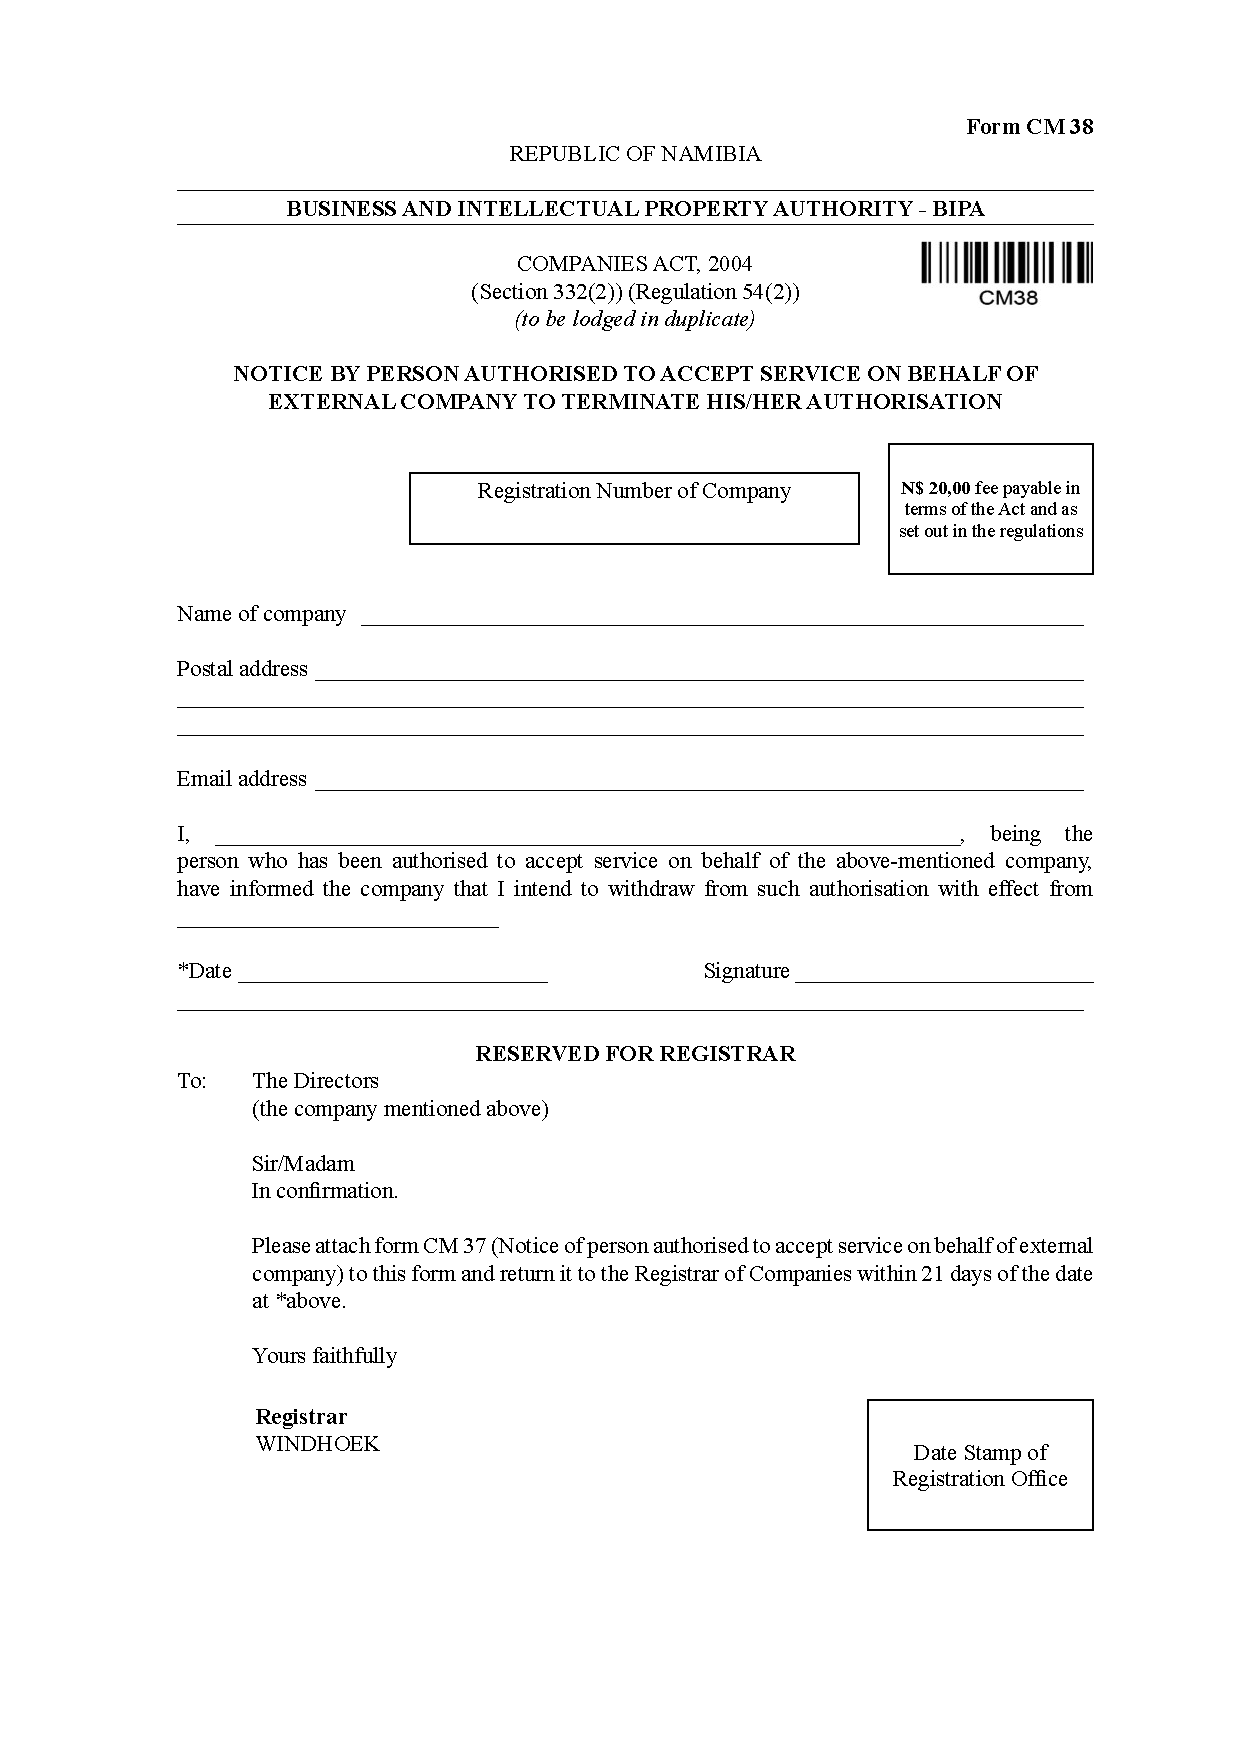 Form CM 38
REPUBLIC OF NAMIBIA
BUSINESS AND INTELLECTUAL PROPERTY AUTHORITY - BIPA
COMPANIES ACT, 2004
(Section 332(2)) (Regulation 54(2))
(to be lodged in duplicate)
CM38
NOTICE BY PERSON AUTHORISED TO ACCEPT SERVICE ON BEHALF OF
EXTERNAL COMPANY TO TERMINATE HIS/HER AUTHORISATION
Registration Number of Company
N$ 20,00 fee payable in
terms of the Act and as
set out in the regulations
Name of company
Postal address
Email address
I, , being the
person who has been authorised to accept service on behalf of the above-mentioned company,
have informed the company that I intend to withdraw from such authorisation with effect from
*Date Signature
RESERVED FOR REGISTRAR
To: The Directors
(the company mentioned above)
Sir/Madam
In confirmation.
Please attach form CM 37 (Notice of person authorised to accept service on behalf of external
company) to this form and return it to the Registrar of Companies within 21 days of the date
at *above.
Yours faithfully
Registrar
WINDHOEK
Date Stamp of
Registration Office